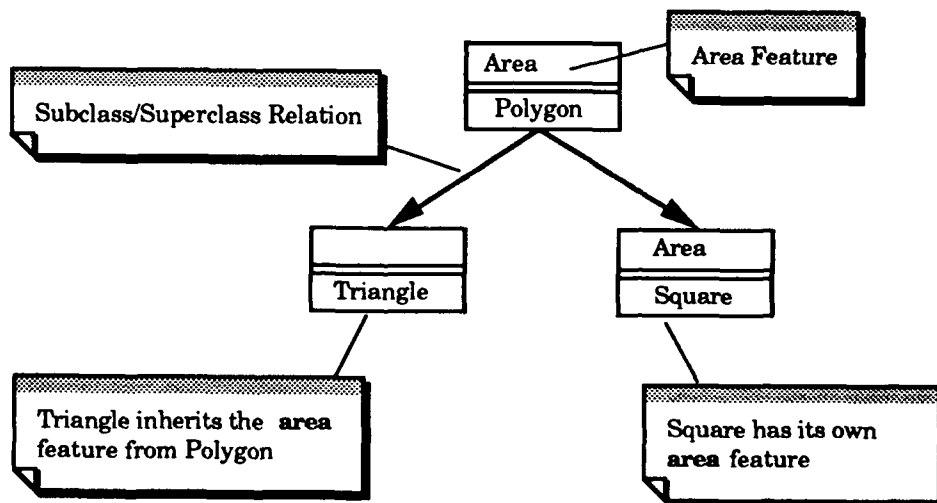 Area
Area Feature
Polygon
Subclass/Superclass Relation
Triangle
Area
Square
Triangle inherits the area
feature from Polygon
Square has its own
area feature